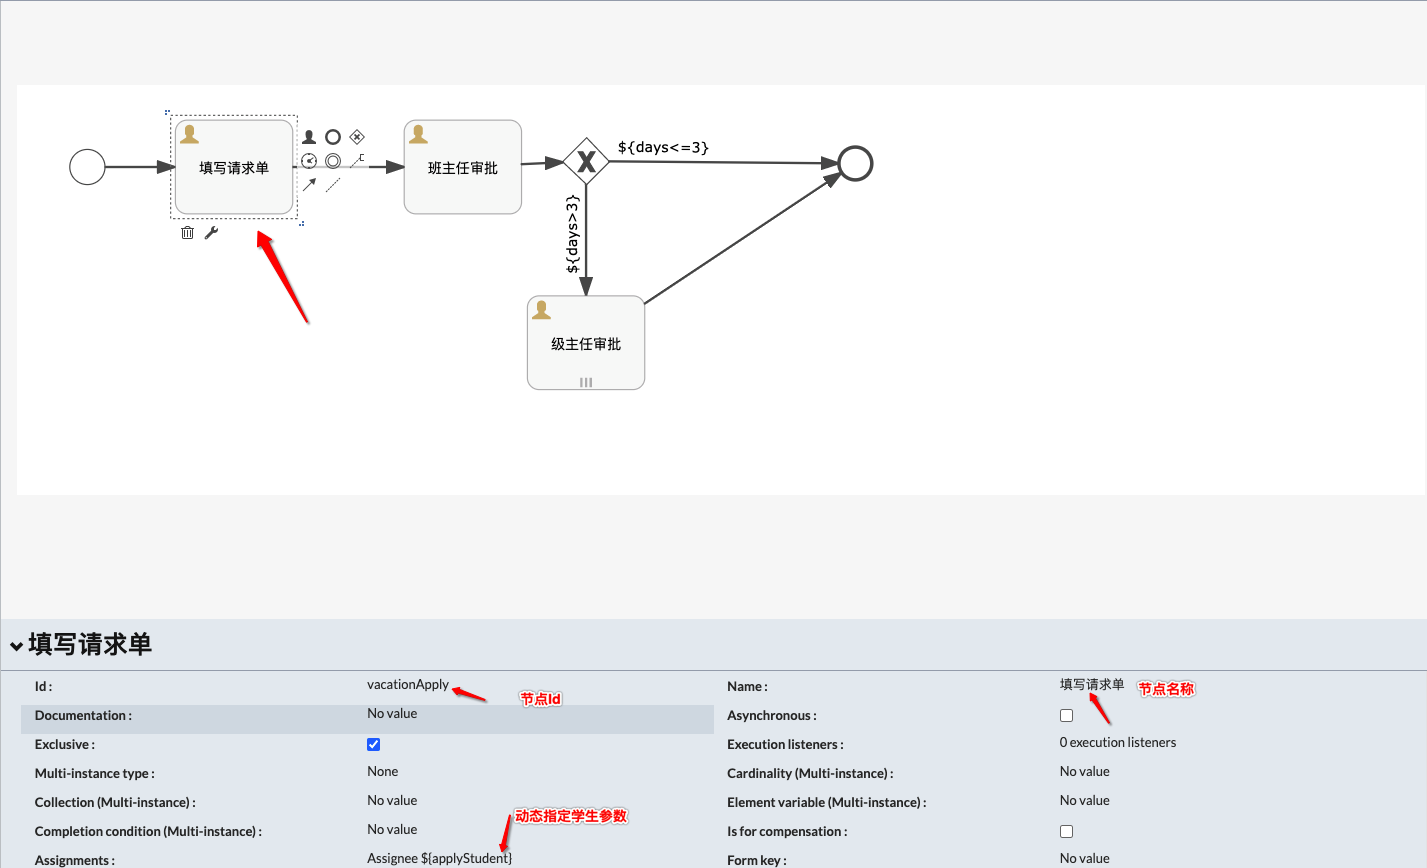 填写请求单
班主任审批
${days<=3}
${days>3}
级主任审批
填写请求单
Id :
vacationApply
节点Id
Name :
填写请求单
节点名称
Documentation :
No value
Asynchronous :
Exclusive :
Execution listeners :
0 execution listeners
Multi-instance type :
None
Cardinality (Multi-instance) :
No value
Collection (Multi-instance) :
No value
Element variable (Multi-instance) :
No value
动态指定学生参数
Completion condition (Multi-instance) :
No value
Is for compensation :
Assignments :
Assignee ${applyStudent}
Form key :
No value